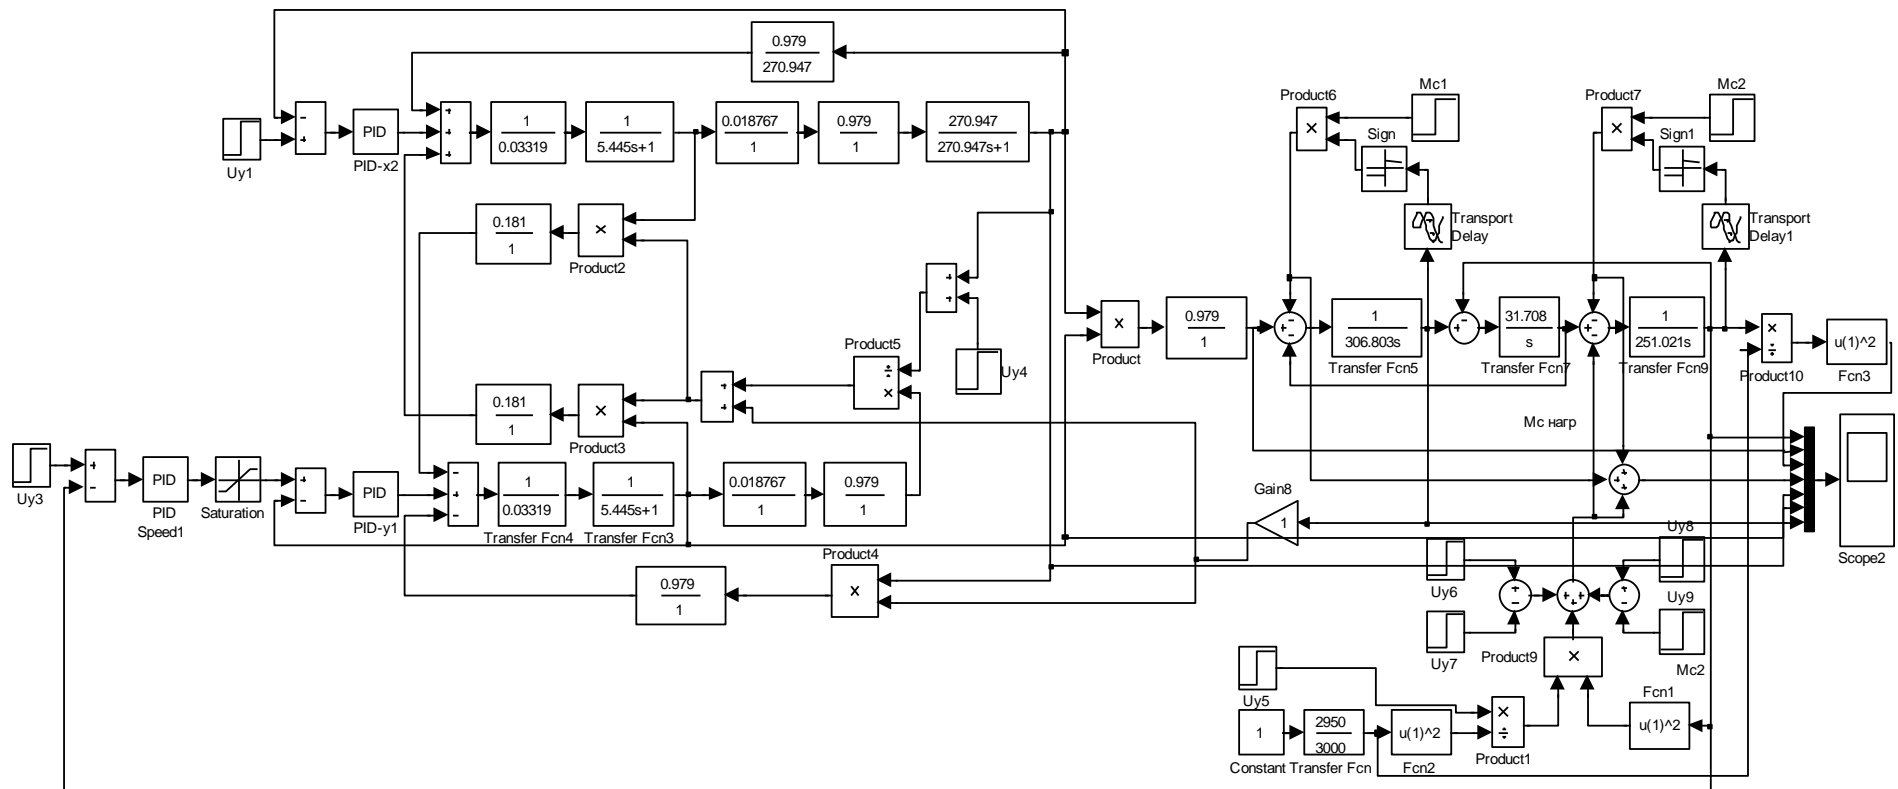 0.979
270.947
Uy1
PID
PID-x2
1
0.03319
1
5.445s+1
0.018767
1
0.979
1
270.947
270.947s+1
0.181
1
Product2
0.181
1
Product3
Product5
Uy4
Uy3
PID
PID
Speed1
Saturation
PID
PID-y1
1
0.03319
Transfer Fcn4
1
5.445s+1
Transfer Fcn3
0.018767
1
0.979
1
0.979
1
Product4
Product
0.979
1
Product6
Mc1
Sign
Transport
Delay
Product7
Mc2
Sign1
Transport
Delay1
1
306.803s
Transfer Fcn5
31.708
s
Transfer Fcn7
1
251.021s
Transfer Fcn9
Product10
u(1)^2
Fcn3
Мс нагр
Gain8
1
Scope2
Uy8
Uy6
Uy9
Uy7
Product9
Mc2
Uy5
1
Constant
2950
3000
Transfer Fcn
u(1)^2
Fcn2
Product1
Fcn1
u(1)^2